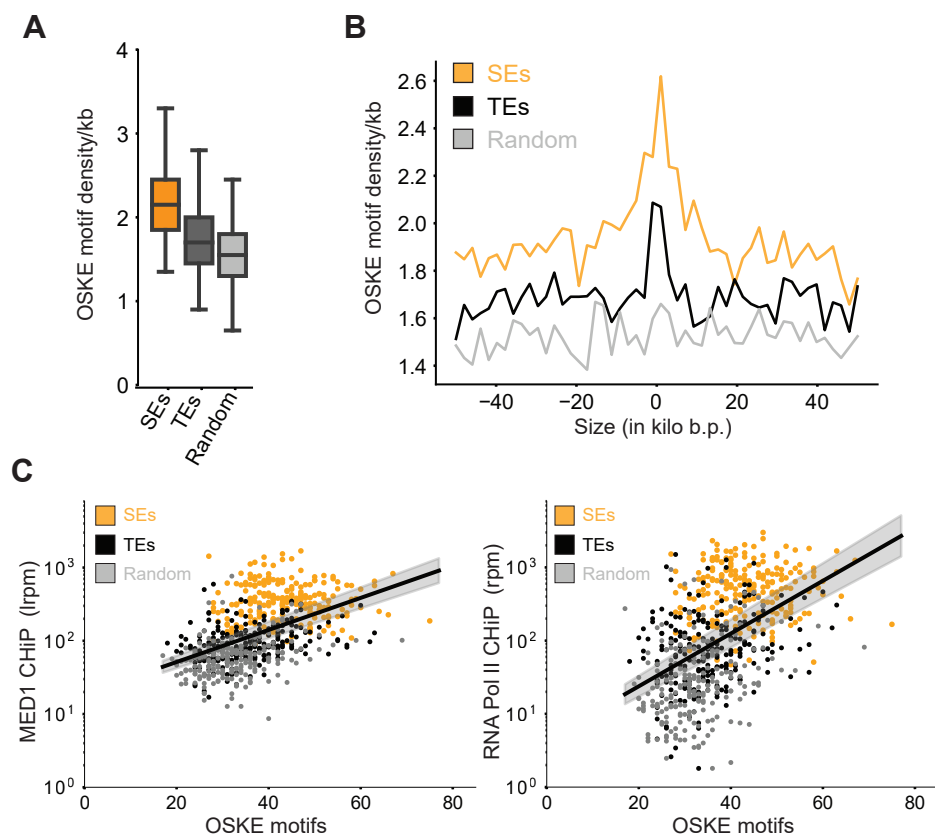 A
OSKE motif density/kb
4
3
2
1
0
SEs
TEs
Random
B
OSKE motif density/kb
2.6
2.4
2.2
2.0
1.8
1.6
1.4
SEs
TEs
Random
−40 −20 0 20 40
Size (in kilo b.p.)
C
MED1 CHiP (lrpm)
10³
10²
10¹
10⁰
SEs
TEs
Random
0 20 40 60 80
OSKE motifs
RNA Pol II CHiP (rpm)
10³
10²
10¹
10⁰
SEs
TEs
Random
0 20 40 60 80
OSKE motifs